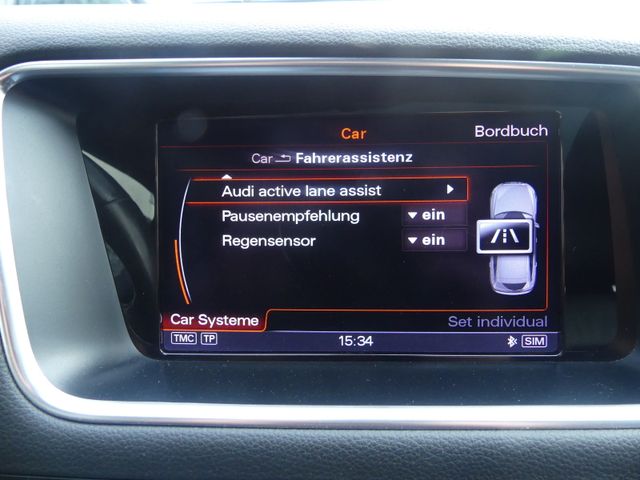 Car
Bordbuch
Car Fahrerassistenz
Audi active lane assist
Pausenempfehlung ein
Regensensor ein
Car Systeme
Set individual
TMC TP 15:34 SIM